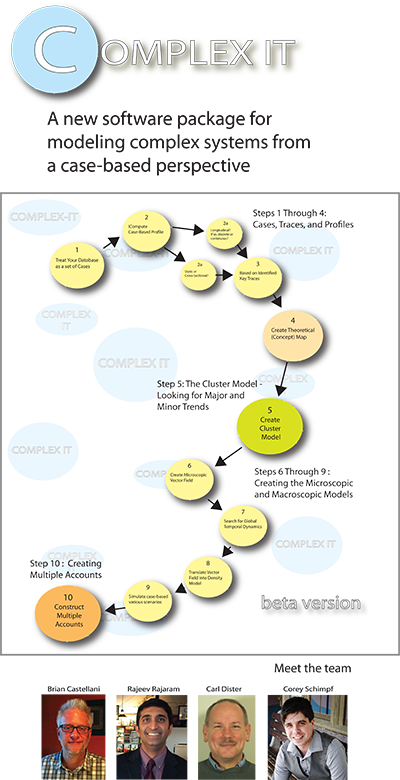 COMPLEX IT
A new software package for
modeling complex systems from
a case-based perspective
COMPLEX-IT
2
Compute
Case-Based Profile
2a
Longitudinal?
If so, discrete or
continuous?
Steps 1 Through 4:
Cases, Traces, and Profiles
1
Treat Your Database
as a set of Cases
COMPLEX IT
2a
Static or
Cross-Sectional?
3
Based on Identified
Key Traces
COMPLEX IT
COMPLEX
IT
4
Create Theoretical
(Concept) Map
COMPLEX IT
Step 5: The Cluster Model -
Looking for Major and
Minor Trends
COMPLEX
IT
5
Create
Cluster
Model
COMPLEX IT
6
Create Microscopic
Vector Field
Steps 6 Through 9 :
Creating the Microscopic
and Macroscopic Models
7
Search for Global
Temporal Dynamics
COMPLEX IT
Step 10 : Creating
Multiple Accounts
8
Translate Vector
Field into Density
Model
9
Simulate case-based
various scenarios
10
Construct
Multiple
Accounts
beta version
Meet the team
Brian Castellani Rajeev Rajaram Carl Dister Corey Schimpf